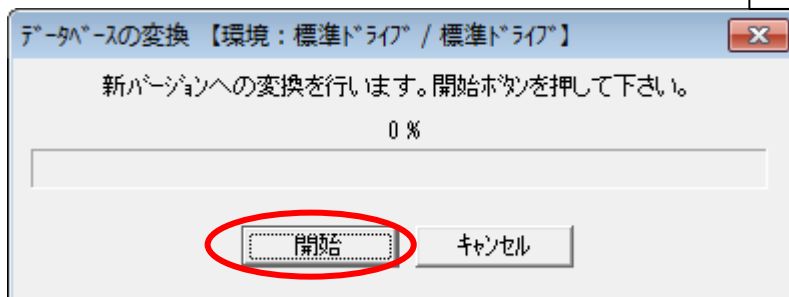 ﾃﾞｰﾀﾍﾞｰｽの変換 【環境：標準ﾄﾞﾗｲﾌﾞ / 標準ﾄﾞﾗｲﾌﾞ】
新ﾊﾞｰｼﾞｮﾝへの変換を行います。開始ﾎﾞﾀﾝを押して下さい。
0 %
開始 ｷｬﾝｾﾙ